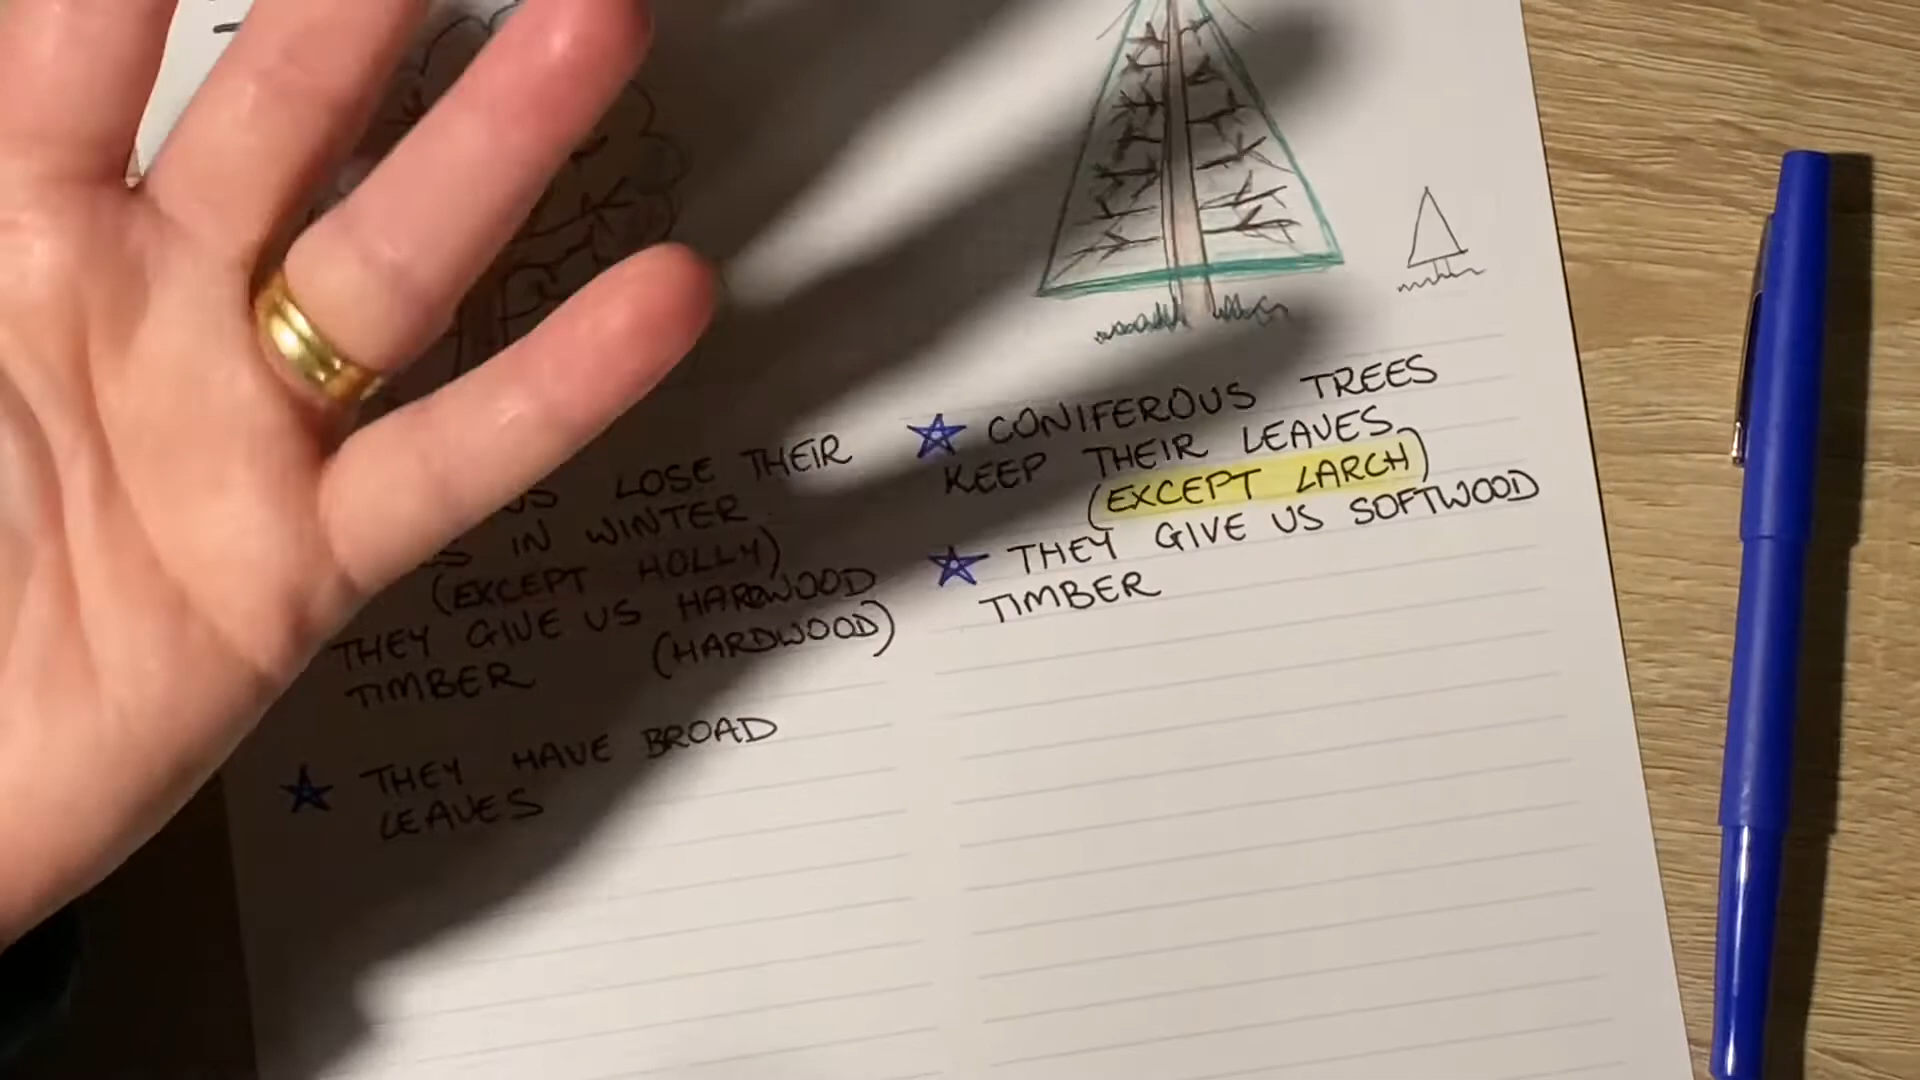 LOSE THEIR
IN WINTER
(EXCEPT HOLLY)
THEY GIVE US HARDWOOD
TIMBER (HARDWOOD)
THEY HAVE BROAD
LEAVES
CONIFEROUS TREES
KEEP THEIR LEAVES
(EXCEPT LARCH)
THEY GIVE US SOFTWOOD
TIMBER